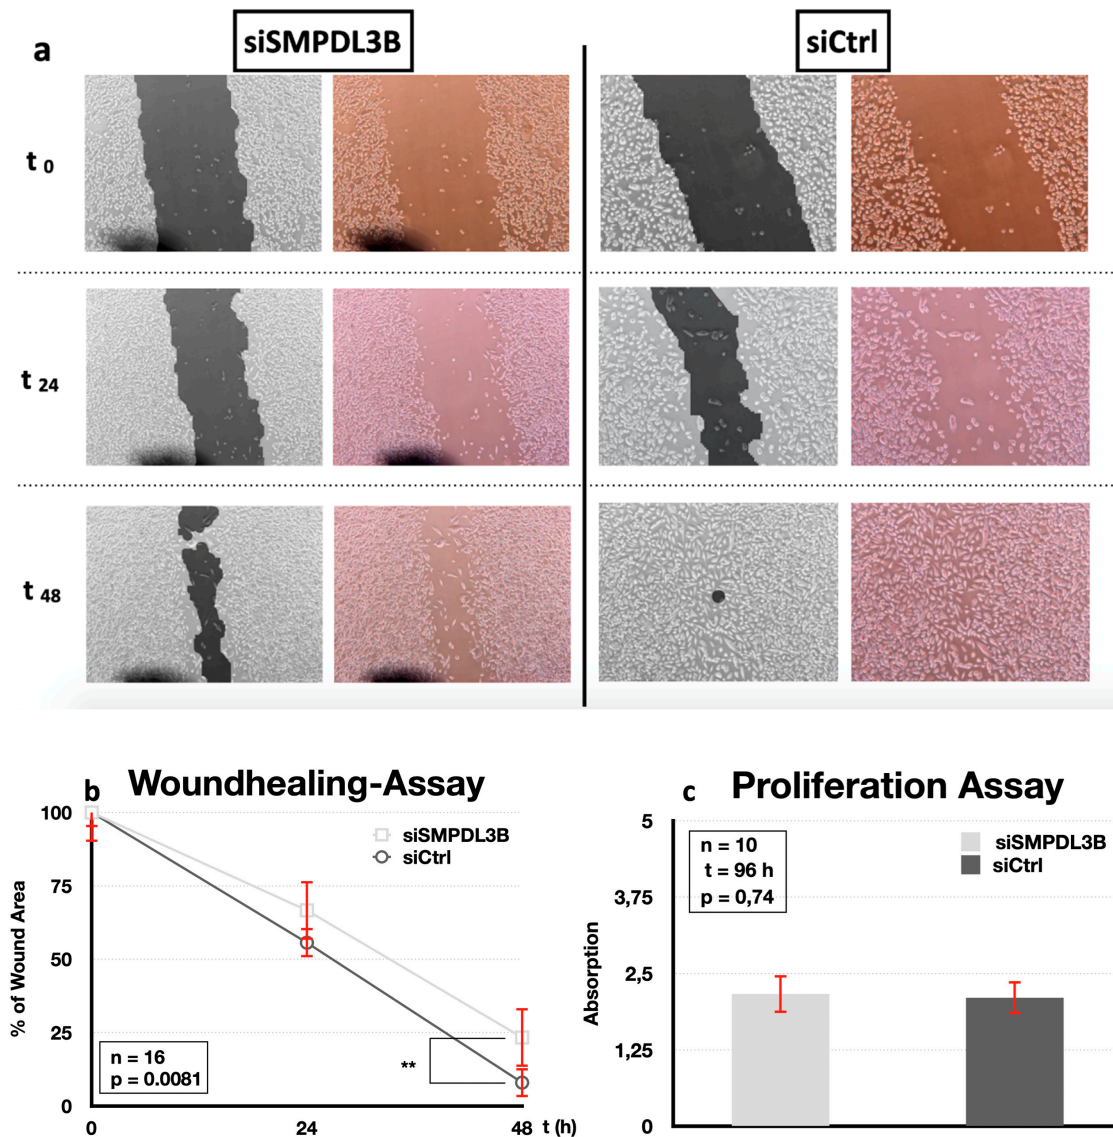 siSMPDL3B
siCtrl
a
t 0
t 24
t 48
b Woundhealing-Assay
100
75
50
25
0
% of Wound Area
siSMPDL3B
siCtrl
n = 16
p = 0.0081
**
0 24 48 t (h)
c Proliferation Assay
5
3,75
2,5
1,25
0
Absorption
n = 10
t = 96 h
p = 0,74
siSMPDL3B
siCtrl